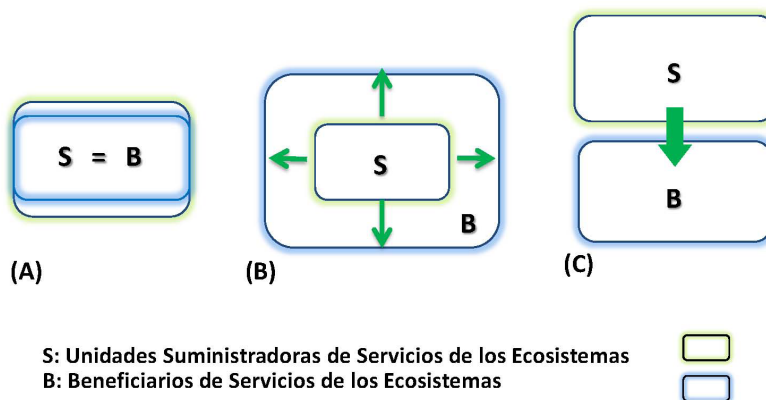 S = B
(A)
S
B
(B)
S
B
(C)
S: Unidades Suministradoras de Servicios de los Ecosistemas
B: Beneficiarios de Servicios de los Ecosistemas